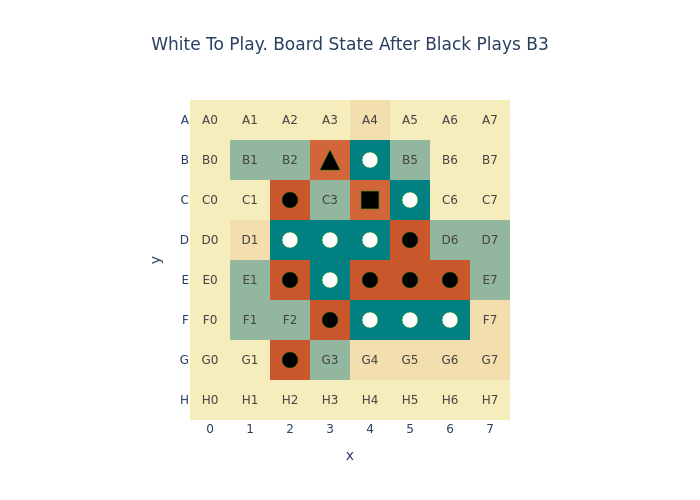 White To Play. Board State After Black Plays B3
A A0 A1 A2 A3 A4 A5 A6 A7
B B0 B1 B2 B5 B6 B7
C C0 C1 C3 C6 C7
D D0 D1 D6 D7
E E0 E1 E7
F F0 F1 F2 F7
G G0 G1 G3 G4 G5 G6 G7
H H0 H1 H2 H3 H4 H5 H6 H7
0 1 2 3 4 5 6 7
x
y